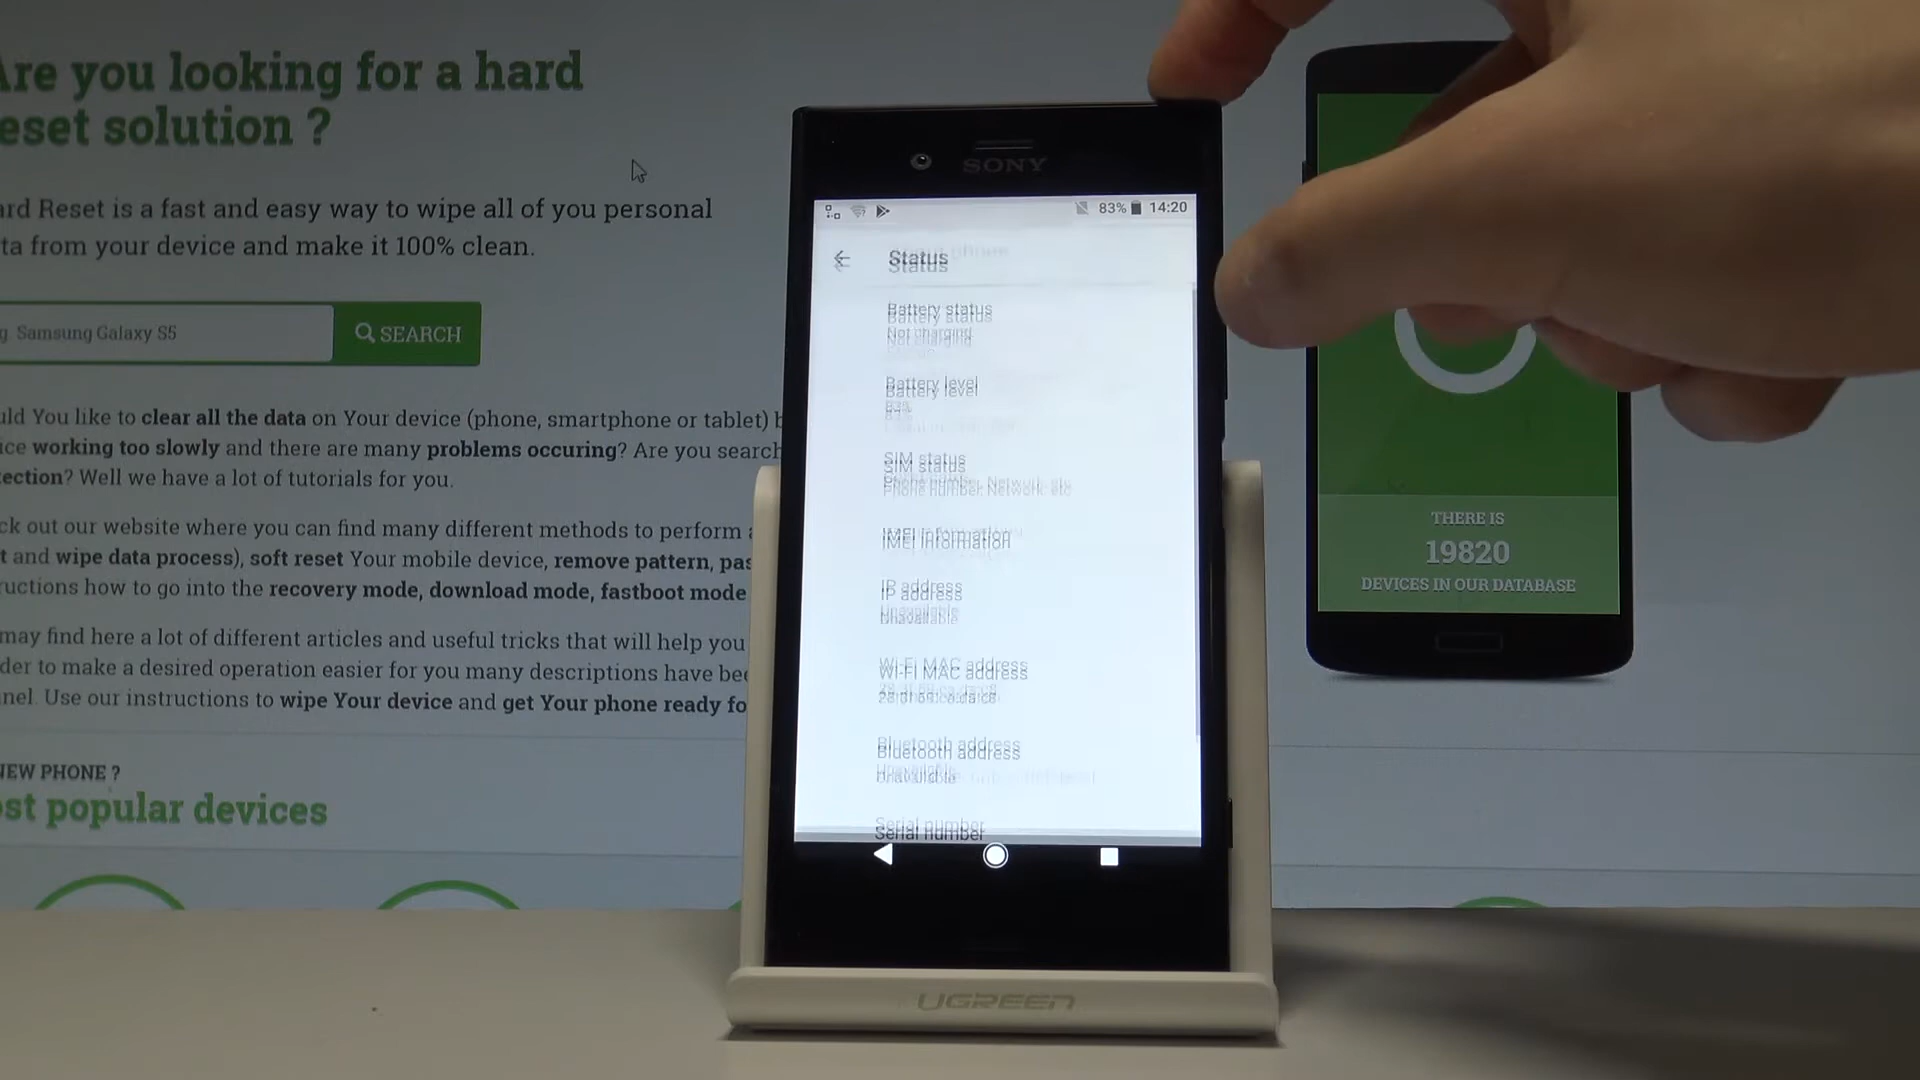 Are you looking for a hard
eset solution ?
ard Reset is a fast and easy way to wipe all of you personal
ta from your device and make it 100% clean.
g. Samsung Galaxy S5
SEARCH
uld You like to clear all the data on Your device (phone, smartphone or tablet) b
ice working too slowly and there are many problems occuring? Are you search
ection? Well we have a lot of tutorials for you.
ck out our website where you can find many different methods to perform a
t and wipe data process), soft reset Your mobile device, remove pattern, pas
ructions how to go into the recovery mode, download mode, fastboot mode
may find here a lot of different articles and useful tricks that will help you
der to make a desired operation easier for you many descriptions have bee
nel. Use our instructions to wipe Your device and get Your phone ready fo
NEW PHONE ?
st popular devices
SONY
83% 14:20
Status
Battery status
Not charging
Battery level
83%
SIM status
Phone number, Network, etc
IMEI information
IP address
Unavailable
Wi-Fi MAC address
Bluetooth address
Unavailable
Serial number
UGREEN
THERE IS
19820
DEVICES IN OUR DATABASE